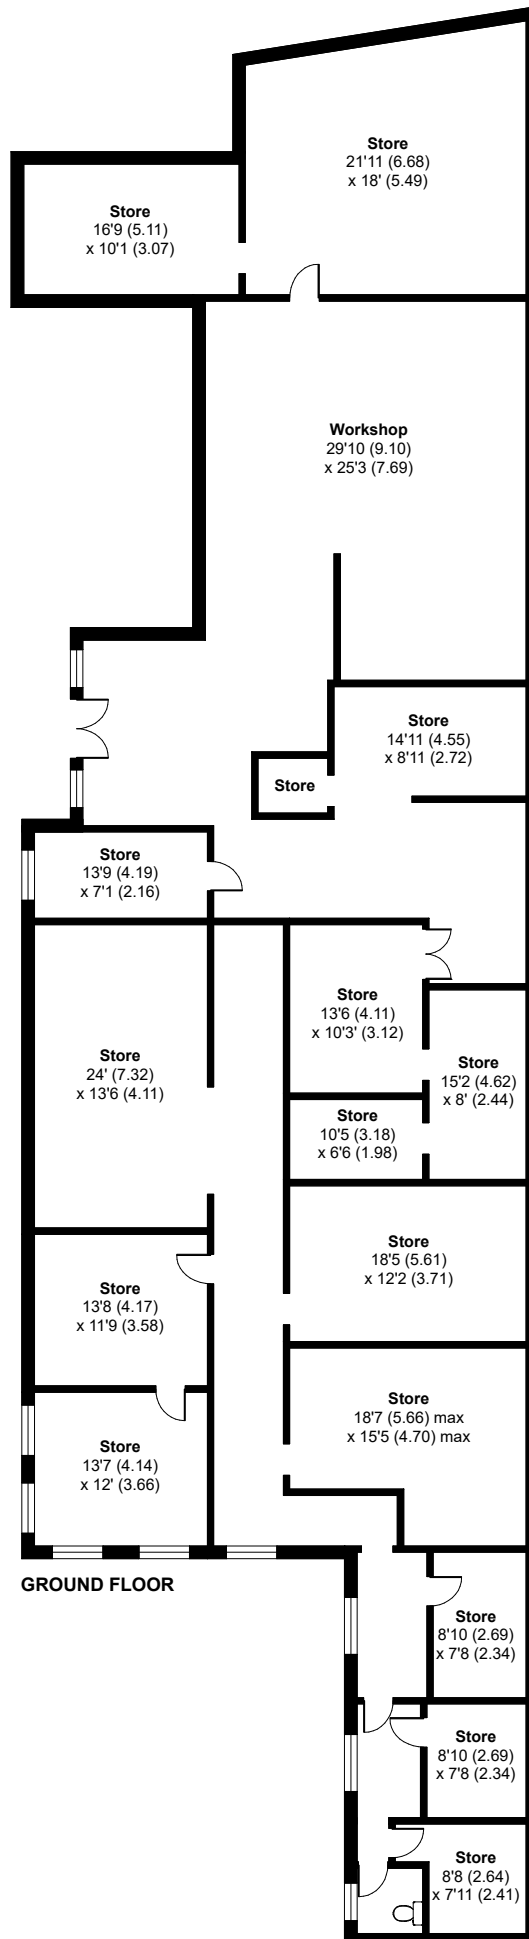 Store
21'11 (6.68)
x 18' (5.49)
Store
16'9 (5.11)
x 10'1 (3.07)
Workshop
29'10 (9.10)
x 25'3 (7.69)
Store
14'11 (4.55)
x 8'11 (2.72)
Store
Store
13'9 (4.19)
x 7'1 (2.16)
Store
13'6 (4.11)
x 10'3' (3.12)
Store
24' (7.32)
x 13'6 (4.11)
Store
15'2 (4.62)
x 8' (2.44)
Store
10'5 (3.18)
x 6'6 (1.98)
Store
18'5 (5.61)
x 12'2 (3.71)
Store
13'8 (4.17)
x 11'9 (3.58)
Store
18'7 (5.66) max
x 15'5 (4.70) max
Store
13'7 (4.14)
x 12' (3.66)
GROUND FLOOR
Store
8'10 (2.69)
x 7'8 (2.34)
Store
8'10 (2.69)
x 7'8 (2.34)
Store
8'8 (2.64)
x 7'11 (2.41)